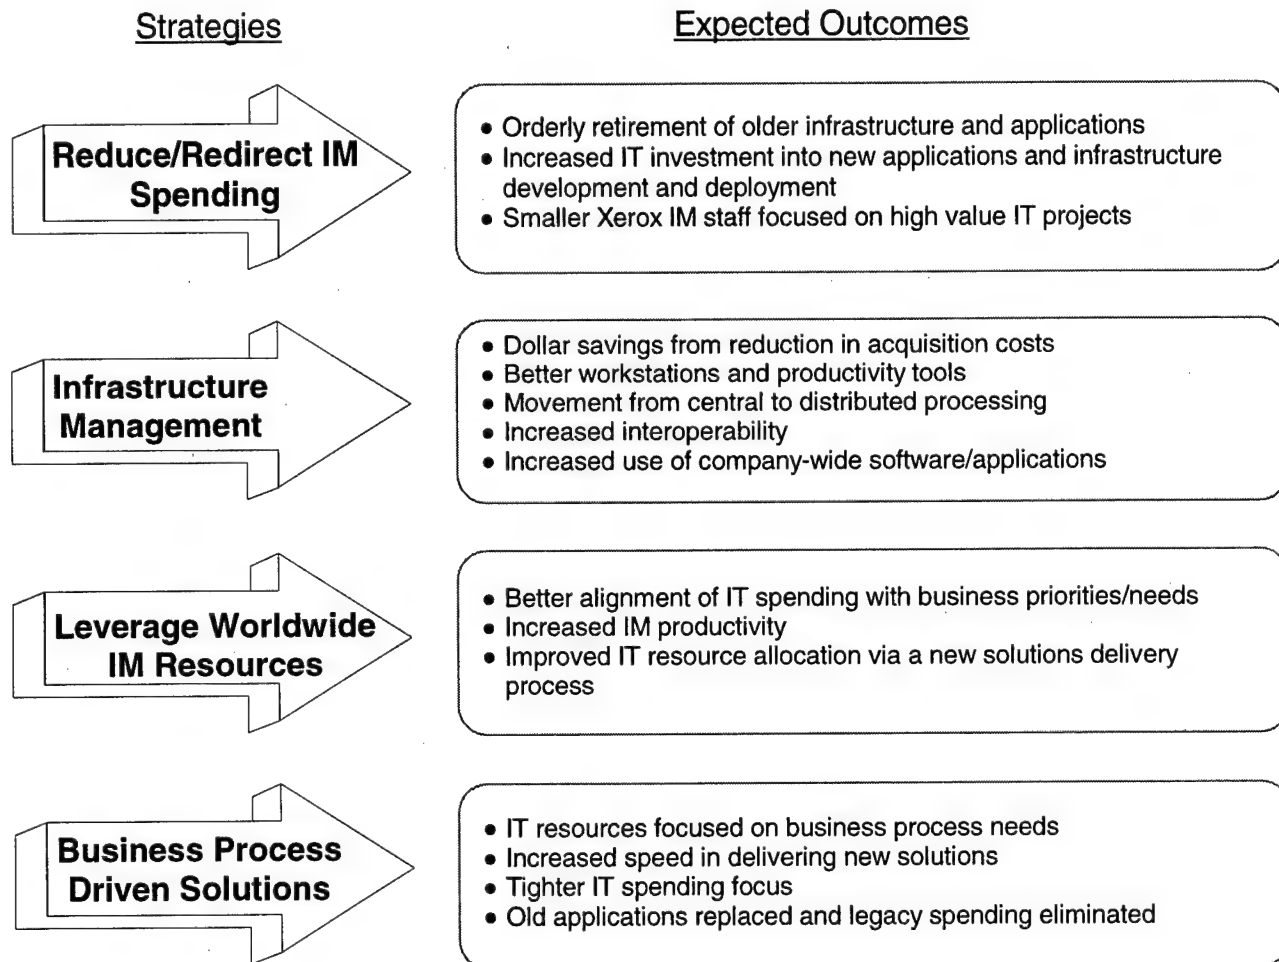 Strategies
Expected Outcomes
Reduce/Redirect IM
Spending
• Orderly retirement of older infrastructure and applications
• Increased IT investment into new applications and infrastructure
development and deployment
• Smaller Xerox IM staff focused on high value IT projects
Infrastructure
Management
• Dollar savings from reduction in acquisition costs
• Better workstations and productivity tools
• Movement from central to distributed processing
• Increased interoperability
• Increased use of company-wide software/applications
Leverage Worldwide
IM Resources
• Better alignment of IT spending with business priorities/needs
• Increased IM productivity
• Improved IT resource allocation via a new solutions delivery
process
Business Process
Driven Solutions
• IT resources focused on business process needs
• Increased speed in delivering new solutions
• Tighter IT spending focus
• Old applications replaced and legacy spending eliminated